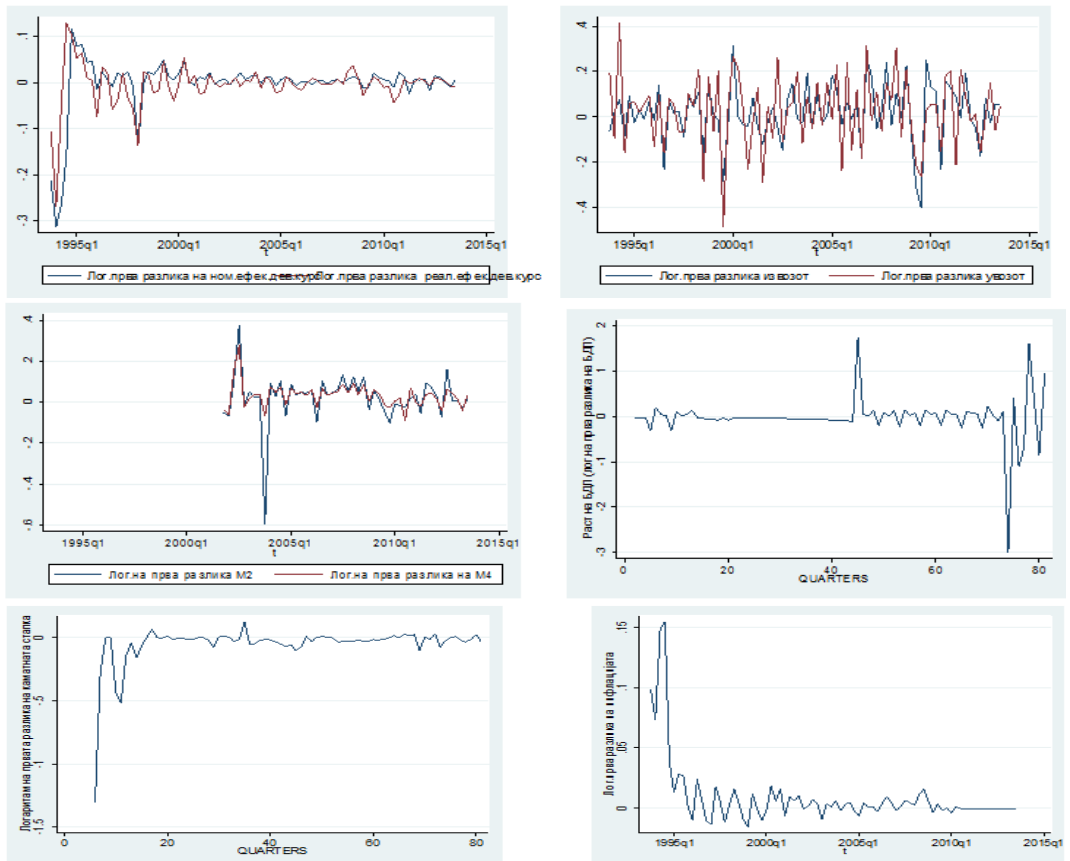 .1
0
-.1
-.2
-.3
1995q1 2000q1 2005q1 2010q1 2015q1
t
Лог.прва разлика на ном.ефек.дев.курс Лог.прва разлика реал.ефек.дев.курс
.4
.2
0
-.2
-.4
1995q1 2000q1 2005q1 2010q1 2015q1
t
Лог.прва разлика извозот Лог.прва разлика увозот
.4
.2
0
-.2
-.4
-.6
1995q1 2000q1 2005q1 2010q1 2015q1
t
Лог.на прва разлика М2 Лог.на прва разлика на М4
Раст на БДП (лог.на прва разлика на БДП)
2
1
0
-1
-2
-3
0 20 40 60 80
QUARTERS
Логаритам на првата разлика на каматната стапка
0
-.5
-1
-1.5
0 20 40 60 80
QUARTERS
Лог.прва разлика на инфлацијата
.15
.1
.05
0
1995q1 2000q1 2005q1 2010q1 2015q1
t